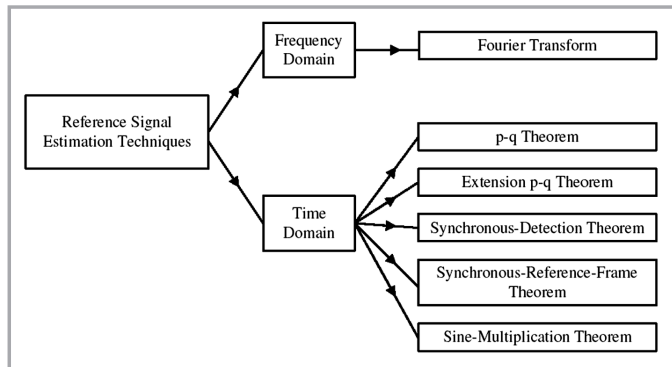 Frequency
Domain
Fourier Transform
Reference Signal
Estimation Techniques
p-q Theorem
Extension p-q Theorem
Time
Domain
Synchronous-Detection Theorem
Synchronous-Reference-Frame
Theorem
Sine-Multiplication Theorem